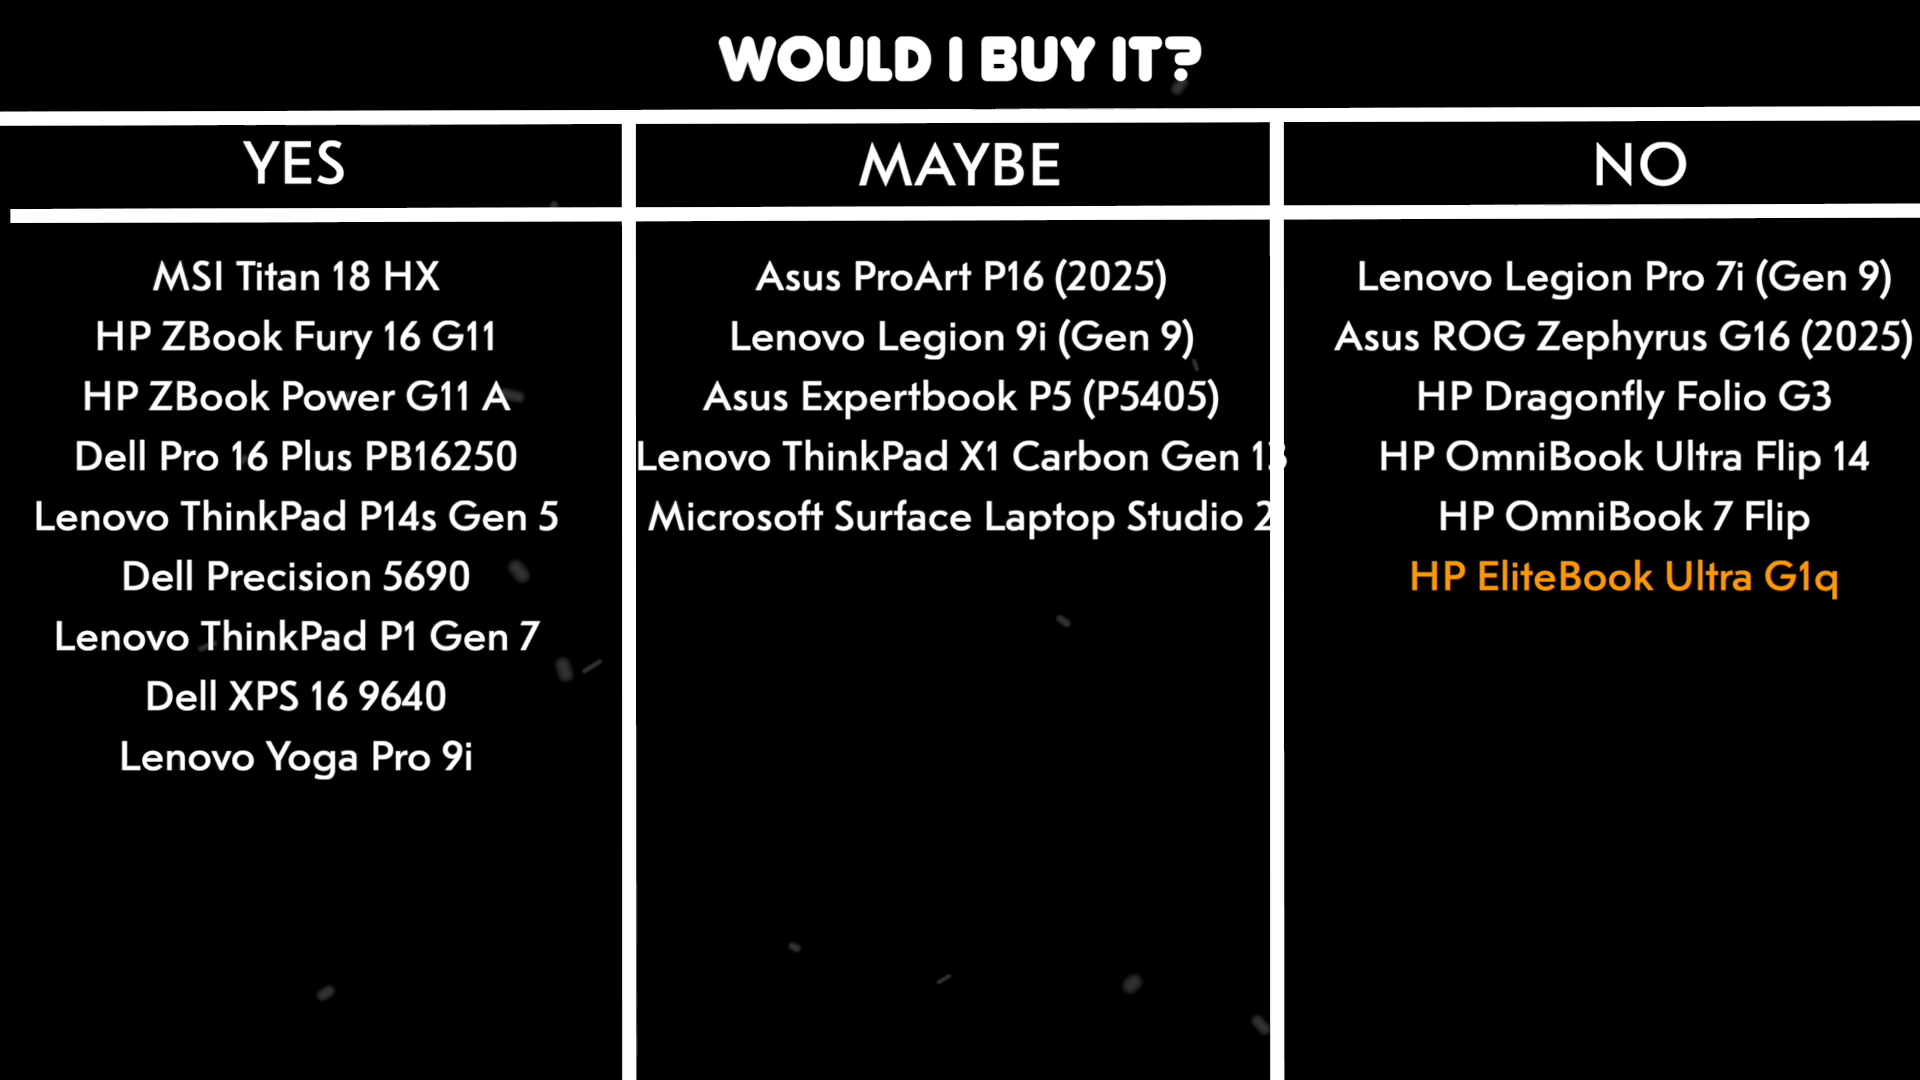 WOULD I BUY IT?
YES
MAYBE
NO
MSI Titan 18 HX
HP ZBook Fury 16 G11
HP ZBook Power G11 A
Dell Pro 16 Plus PB16250
Lenovo ThinkPad P14s Gen 5
Dell Precision 5690
Lenovo ThinkPad P1 Gen 7
Dell XPS 16 9640
Lenovo Yoga Pro 9i
Asus ProArt P16 (2025)
Lenovo Legion 9i (Gen 9)
Asus Expertbook P5 (P5405)
Lenovo ThinkPad X1 Carbon Gen 13
Microsoft Surface Laptop Studio 2
Lenovo Legion Pro 7i (Gen 9)
Asus ROG Zephyrus G16 (2025)
HP Dragonfly Folio G3
HP OmniBook Ultra Flip 14
HP OmniBook 7 Flip
HP EliteBook Ultra G1q